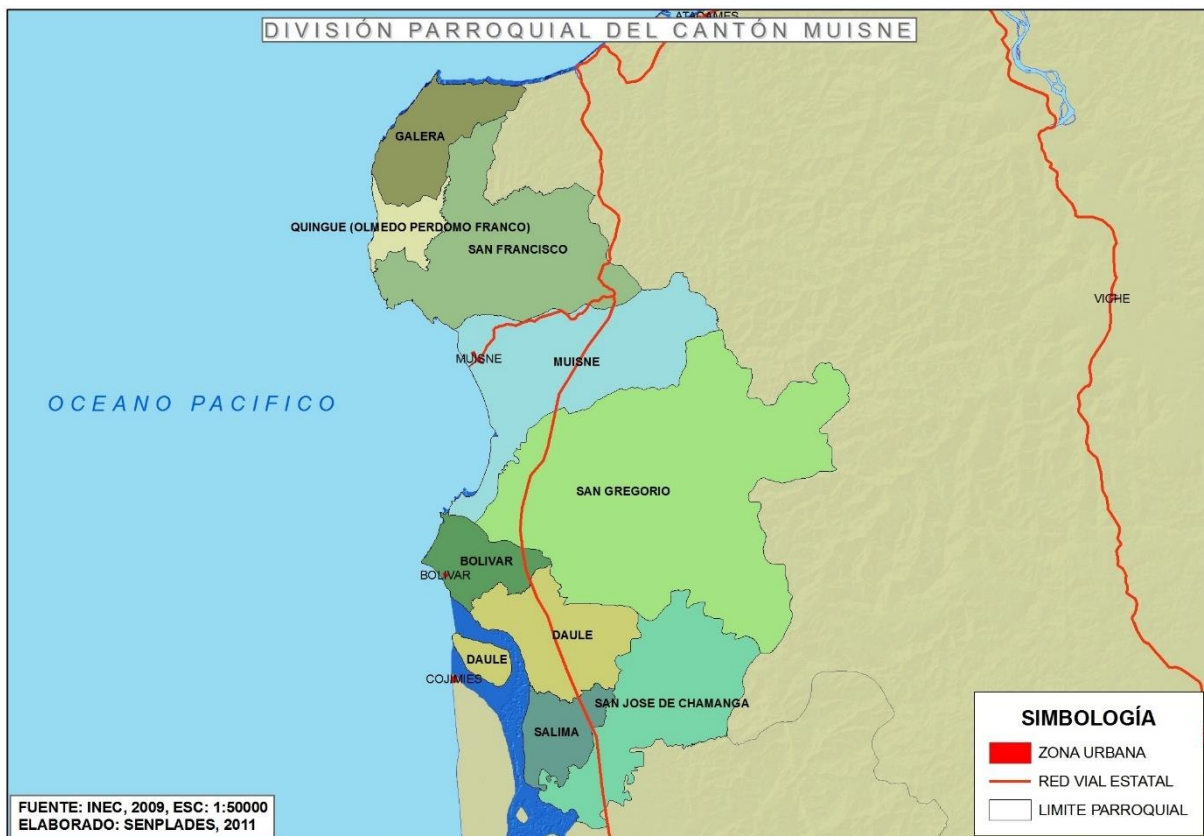 ATACAMES
DIVISIÓN PARROQUIAL DEL CANTÓN MUISNE
GALERA
QUINGUE (OLMEDO PERDOMO FRANCO)
SAN FRANCISCO
VICHE
MUISNE
MUISNE
OCEANO PACIFICO
SAN GREGORIO
BOLIVAR
BOLIVAR
DAULE
DAULE
COJIMIES
SAN JOSE DE CHAMANGA
SALIMA
SIMBOLOGÍA
ZONA URBANA
RED VIAL ESTATAL
LIMITE PARROQUIAL
FUENTE: INEC, 2009, ESC: 1:50000
ELABORADO: SENPLADES, 2011